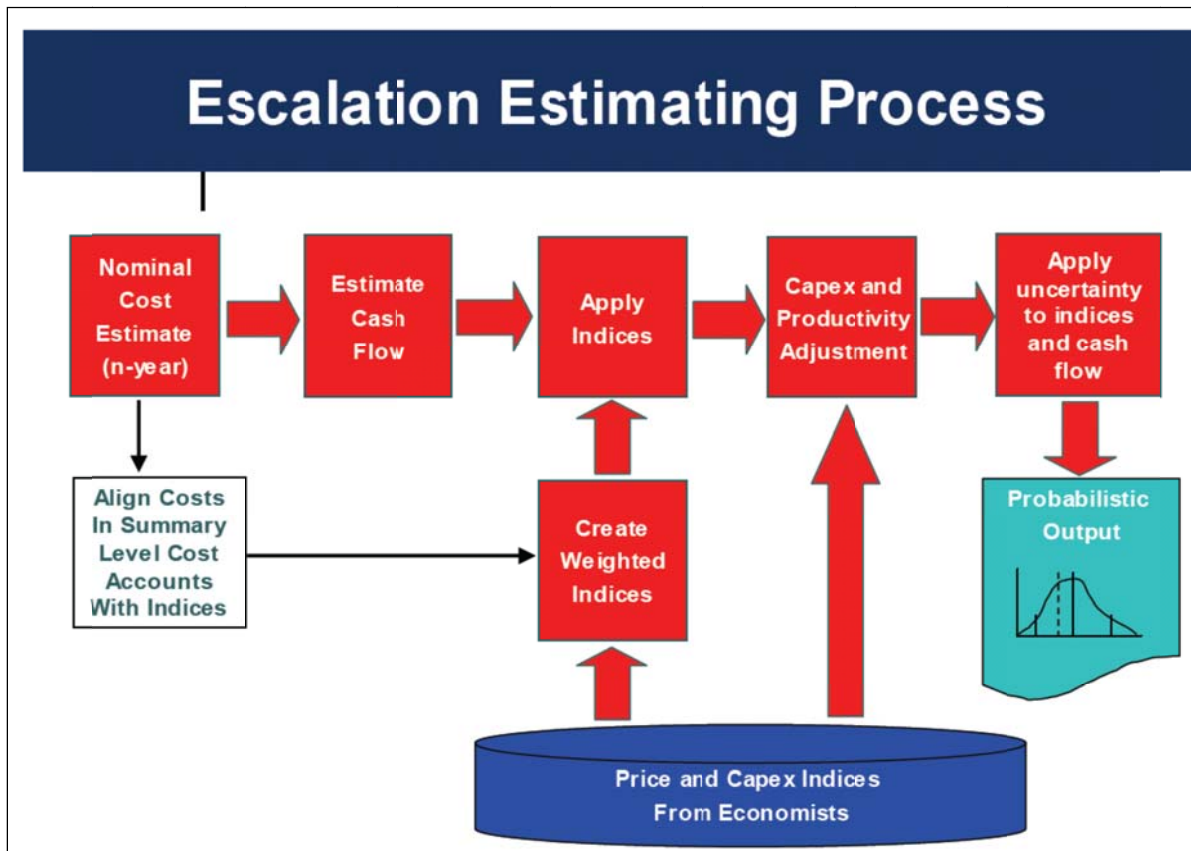 Escalation Estimating Process
Nominal
Cost
Estimate
(n-year)
Estimate
Cash
Flow
Apply
Indices
Capex and
Productivity
Adjustment
Apply
uncertainty
to indices
and cash
flow
Align Costs
In Summary
Level Cost
Accounts
With Indices
Create
Weighted
Indices
Probabilistic
Output
Price and Capex Indices
From Economists